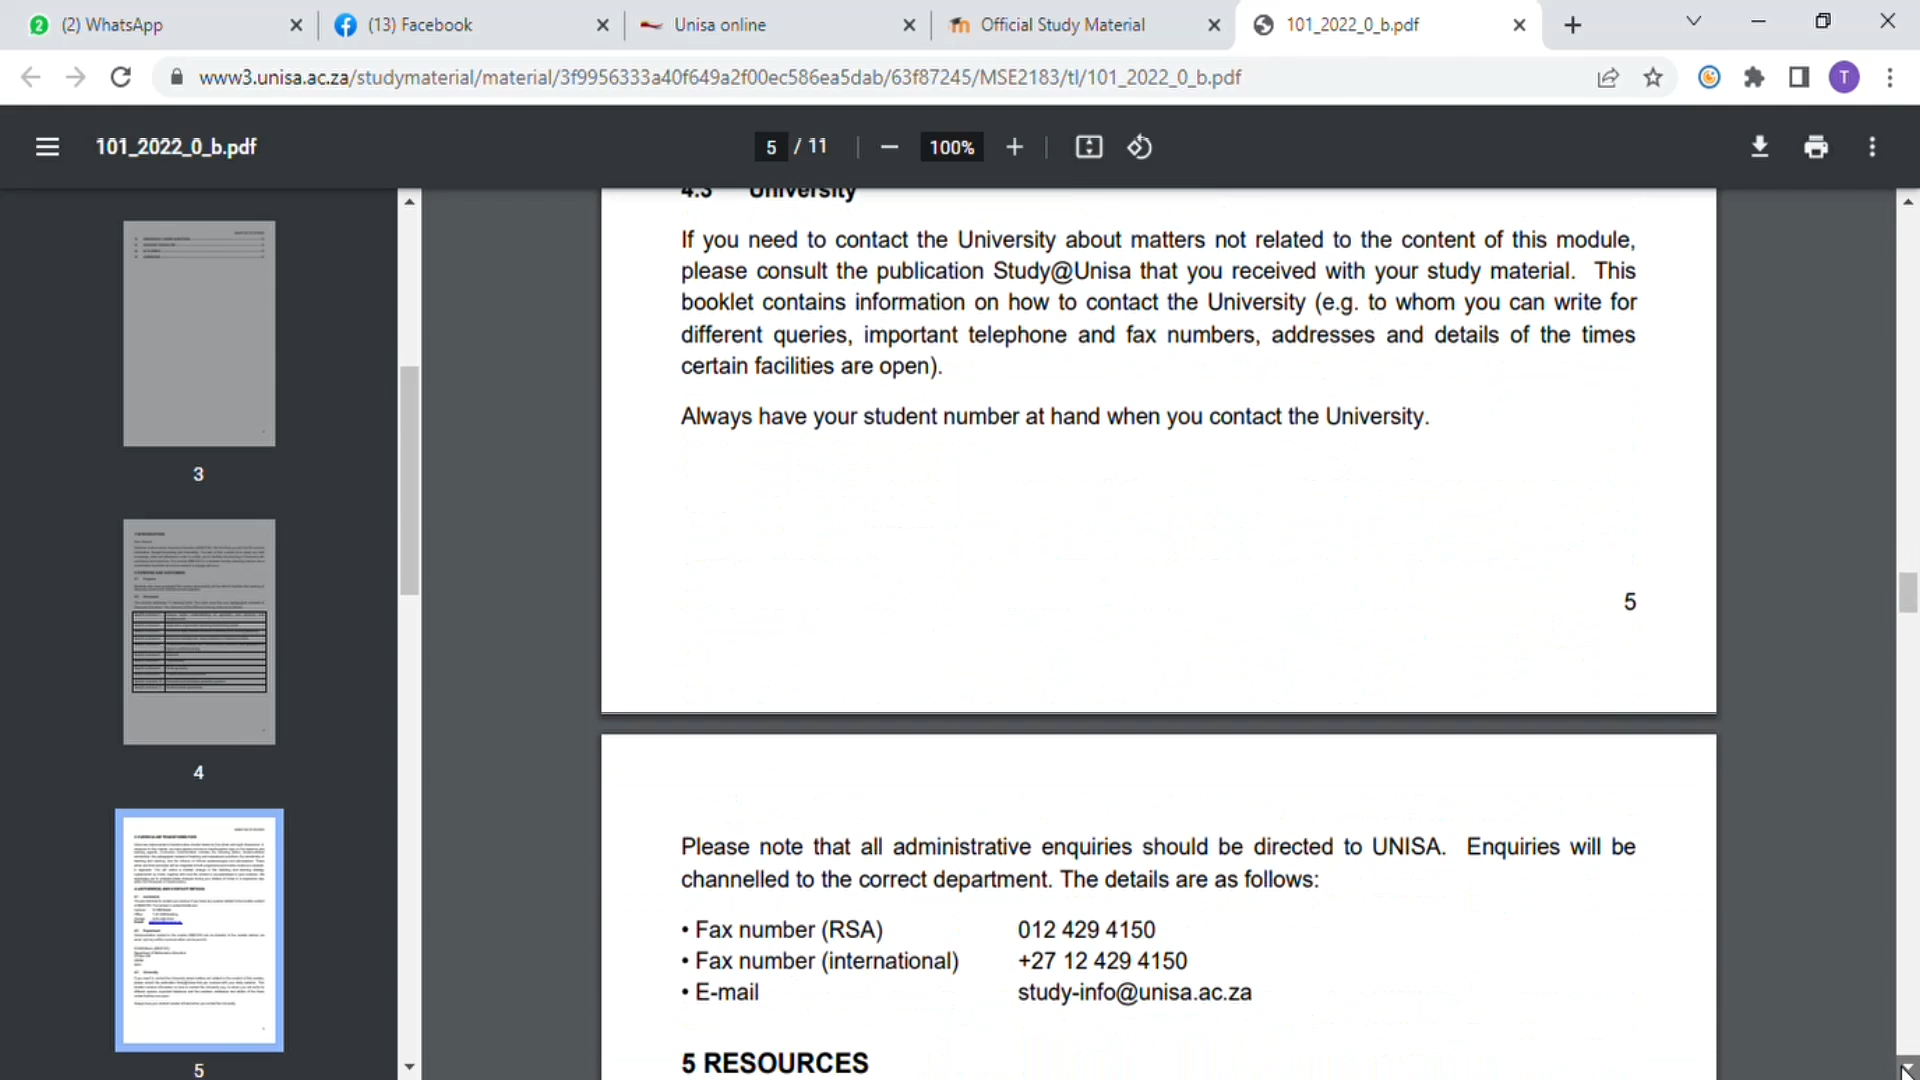 (2) WhatsApp
(13) Facebook
Unisa online
Official Study Material
101_2022_0_b.pdf
www3.unisa.ac.za/studymaterial/material/3f9956333a40f649a2f00ec586ea5dab/63f87245/MSE2183/tl/101_2022_0_b.pdf
T
101_2022_0_b.pdf
5 / 11
100%
3
4
5
4.3 University
If you need to contact the University about matters not related to the content of this module,
please consult the publication Study@Unisa that you received with your study material. This
booklet contains information on how to contact the University (e.g. to whom you can write for
different queries, important telephone and fax numbers, addresses and details of the times
certain facilities are open).
Always have your student number at hand when you contact the University.
5
Please note that all administrative enquiries should be directed to UNISA. Enquiries will be
channelled to the correct department. The details are as follows:
• Fax number (RSA) 012 429 4150
• Fax number (international) +27 12 429 4150
• E-mail study-info@unisa.ac.za
5 RESOURCES